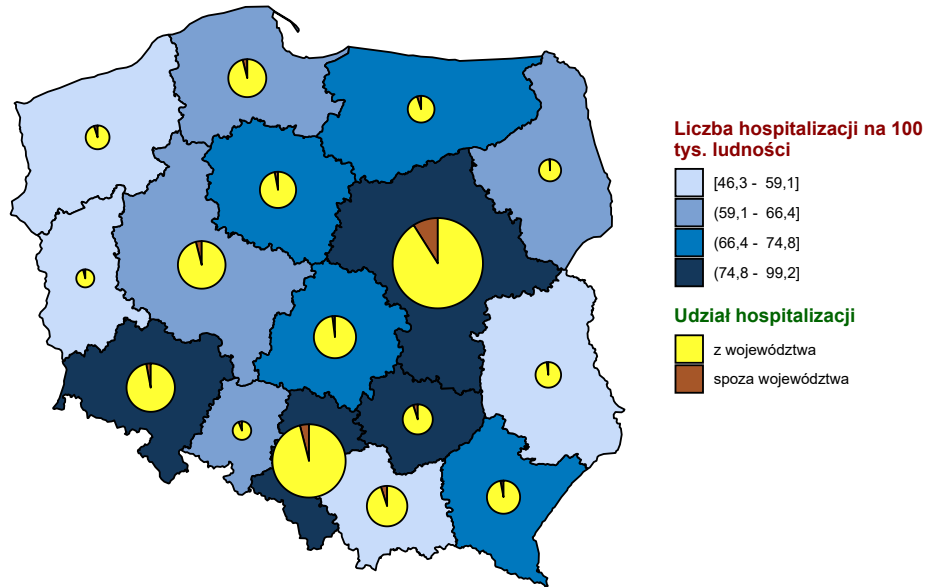 Liczba hospitalizacji na 100
tys. ludności
[46,3 - 59,1]
(59,1 - 66,4]
(66,4 - 74,8]
(74,8 - 99,2]
Udział hospitalizacji
z województwa
spoza województwa